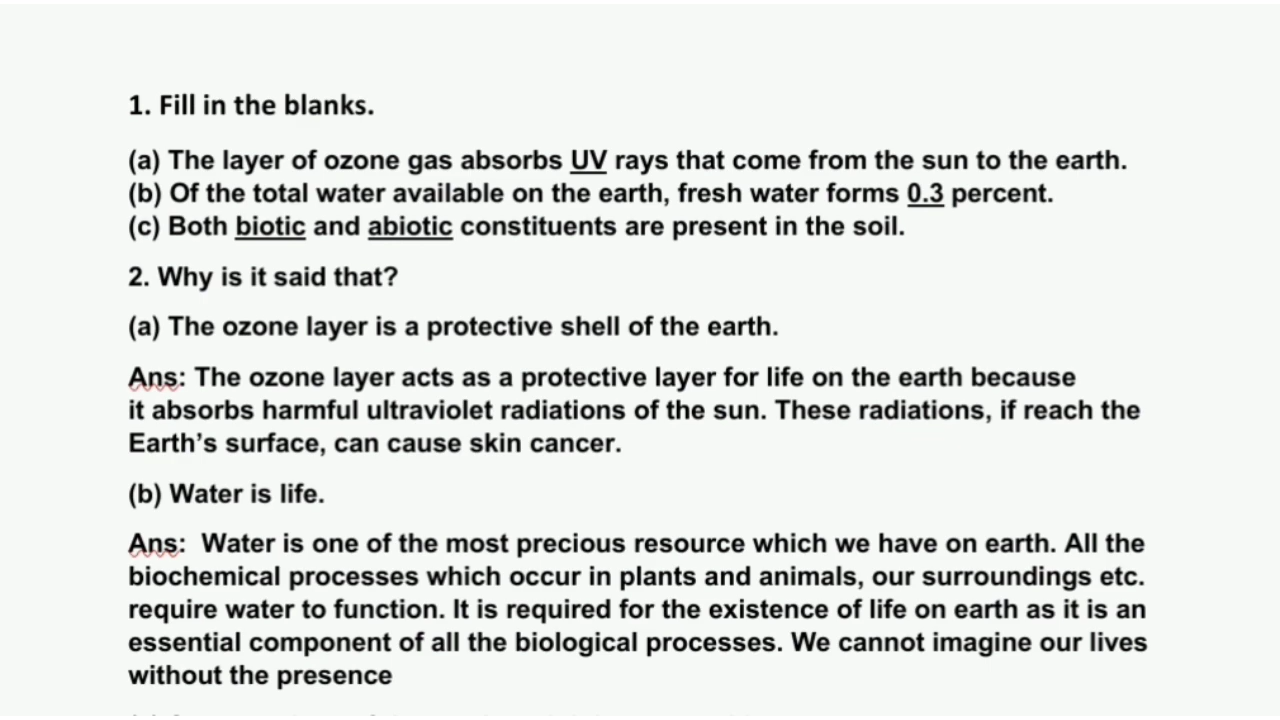 1. Fill in the blanks.
(a) The layer of ozone gas absorbs UV rays that come from the sun to the earth.
(b) Of the total water available on the earth, fresh water forms 0.3 percent.
(c) Both biotic and abiotic constituents are present in the soil.
2. Why is it said that?
(a) The ozone layer is a protective shell of the earth.
Ans: The ozone layer acts as a protective layer for life on the earth because
it absorbs harmful ultraviolet radiations of the sun. These radiations, if reach the
Earth’s surface, can cause skin cancer.
(b) Water is life.
Ans:  Water is one of the most precious resource which we have on earth. All the
biochemical processes which occur in plants and animals, our surroundings etc.
require water to function. It is required for the existence of life on earth as it is an
essential component of all the biological processes. We cannot imagine our lives
without the presence